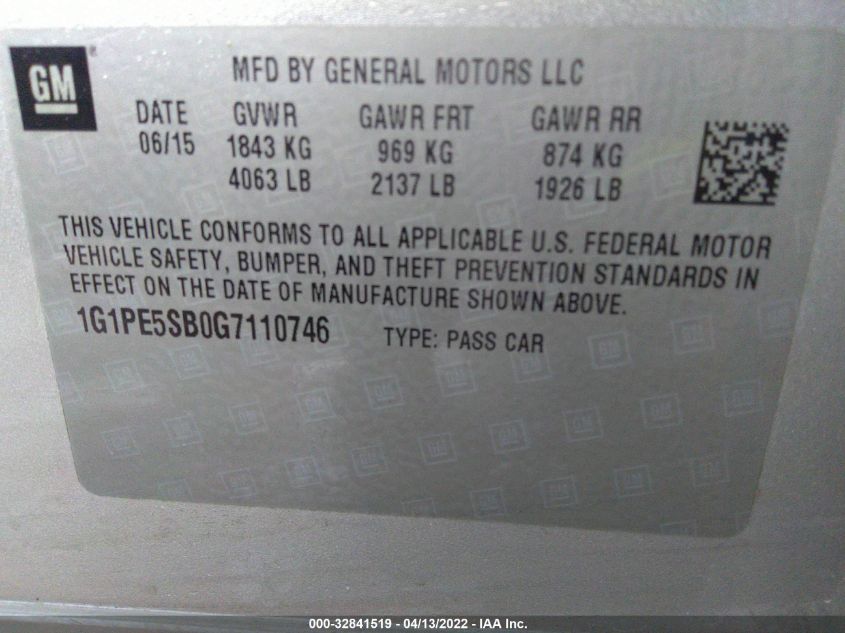 GM
MFD BY GENERAL MOTORS LLC
DATE GVWR GAWR FRT GAWR RR
06/15 1843 KG 969 KG 874 KG
4063 LB 2137 LB 1926 LB
THIS VEHICLE CONFORMS TO ALL APPLICABLE U.S. FEDERAL MOTOR
VEHICLE SAFETY, BUMPER, AND THEFT PREVENTION STANDARDS IN
EFFECT ON THE DATE OF MANUFACTURE SHOWN ABOVE.
1G1PE5SB0G7110746 TYPE: PASS CAR
000-32841519 - 04/13/2022 - IAA Inc.